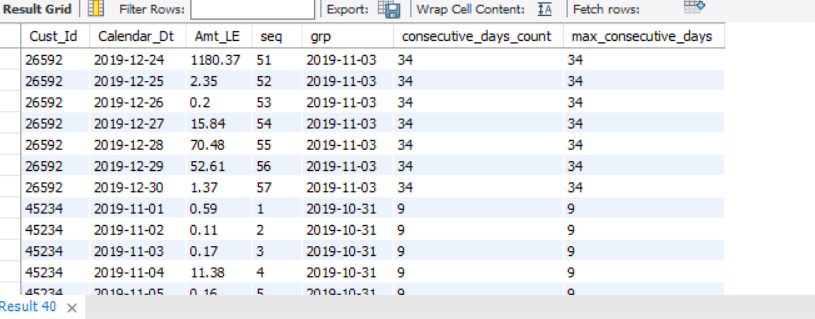 Result Grid Filter Rows: Export: Wrap Cell Content: IA Fetch rows:
Cust_Id Calendar_Dt Amt_LE seq grp consecutive_days_count max_consecutive_days
26592 2019-12-24 1180.37 51 2019-11-03 34 34
26592 2019-12-25 2.35 52 2019-11-03 34 34
26592 2019-12-26 0.2 53 2019-11-03 34 34
26592 2019-12-27 15.84 54 2019-11-03 34 34
26592 2019-12-28 70.48 55 2019-11-03 34 34
26592 2019-12-29 52.61 56 2019-11-03 34 34
26592 2019-12-30 1.37 57 2019-11-03 34 34
45234 2019-11-01 0.59 1 2019-10-31 9 9
45234 2019-11-02 0.11 2 2019-10-31 9 9
45234 2019-11-03 0.17 3 2019-10-31 9 9
45234 2019-11-04 11.38 4 2019-10-31 9 9
45234 2019-11-05 0.16 5 2019-10-31 9 9
Result 40 ×